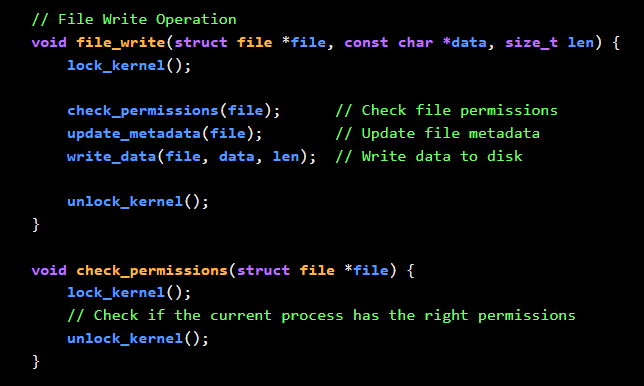 // File Write Operation
void file_write(struct file *file, const char *data, size_t len) {
    lock_kernel();

    check_permissions(file);      // Check file permissions
    update_metadata(file);        // Update file metadata
    write_data(file, data, len);  // Write data to disk

    unlock_kernel();
}

void check_permissions(struct file *file) {
    lock_kernel();
    // Check if the current process has the right permissions
    unlock_kernel();
}